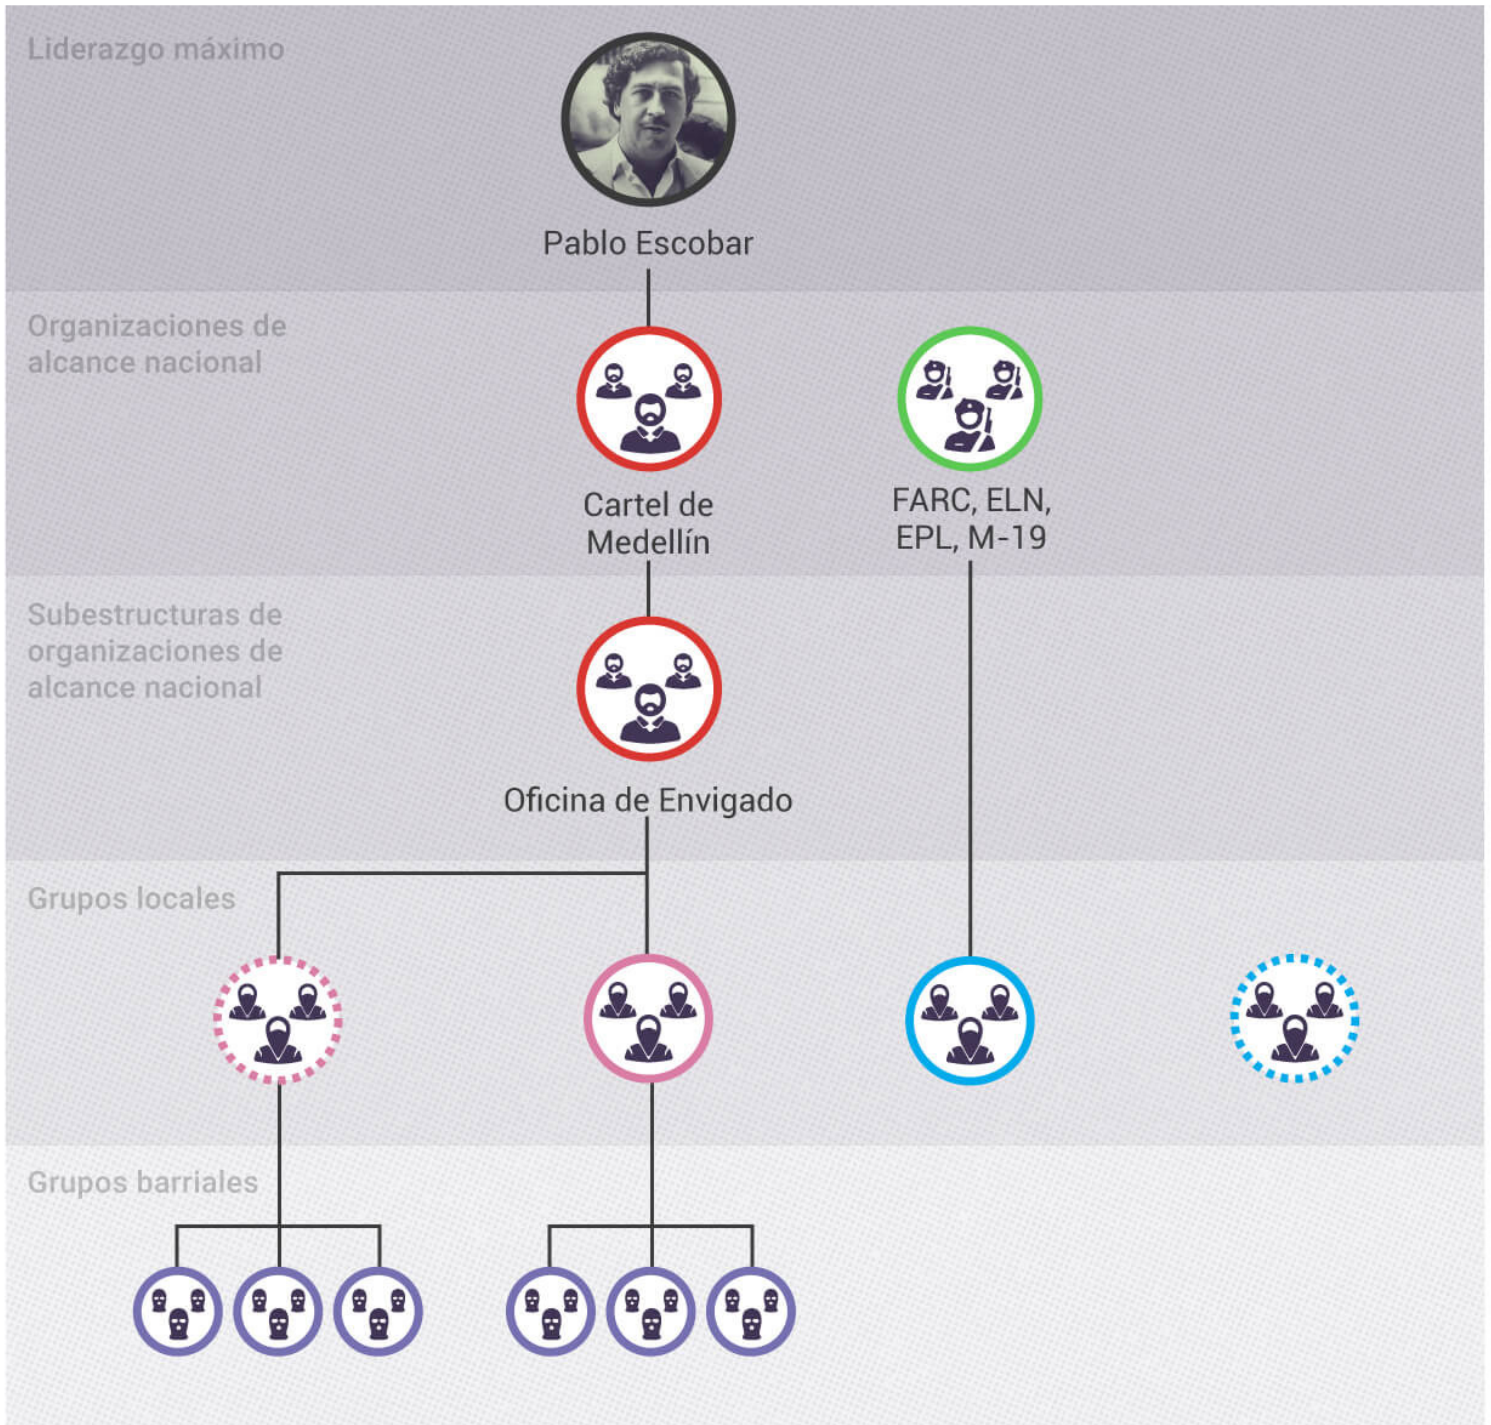 Liderazgo máximo
Pablo Escobar
Organizaciones de
alcance nacional
Cartel de
Medellín
FARC, ELN,
EPL, M-19
Subestructuras de
organizaciones de
alcance nacional
Oficina de Envigado
Grupos locales
Grupos barriales